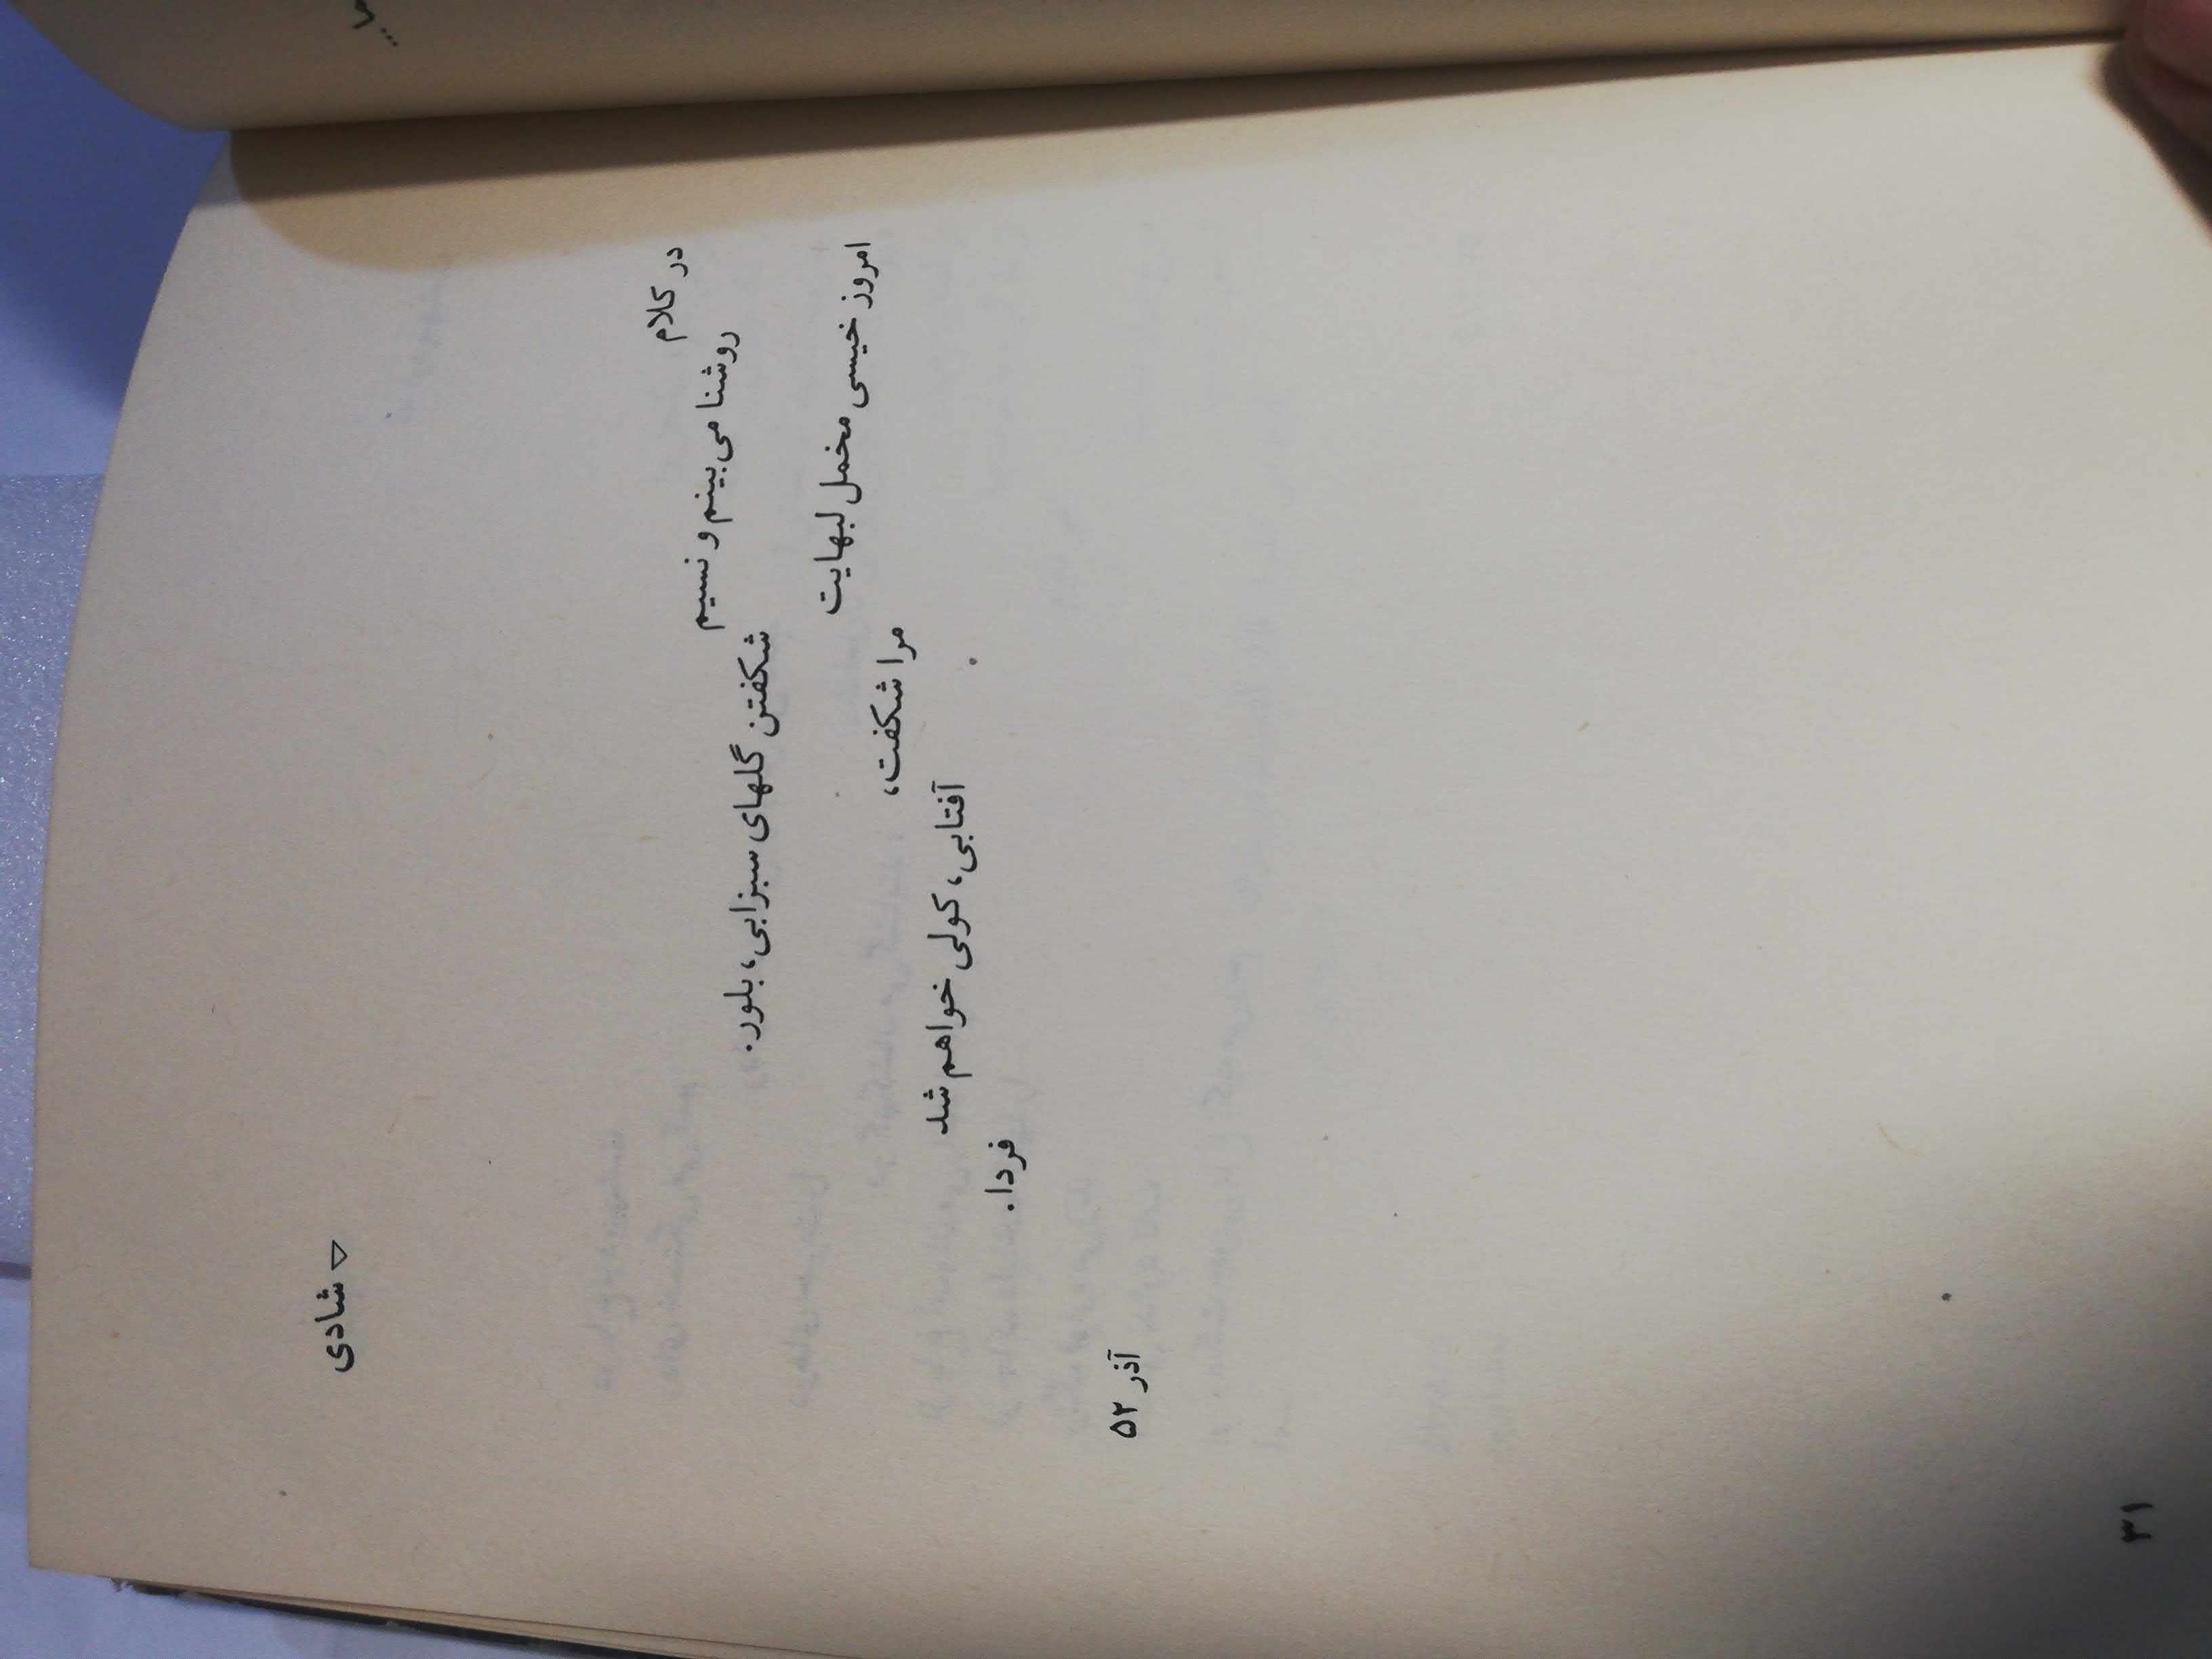 ▽ شادی
در کلام
روشنا می‌بینم و نسیم
شکفتن گلهای سبزابی، بلور.
امروز خیسی مخمل لبهایت
مرا شکفت،
آفتابی، کولی خواهم شد
فردا.
آذر ۵۲
۳۱